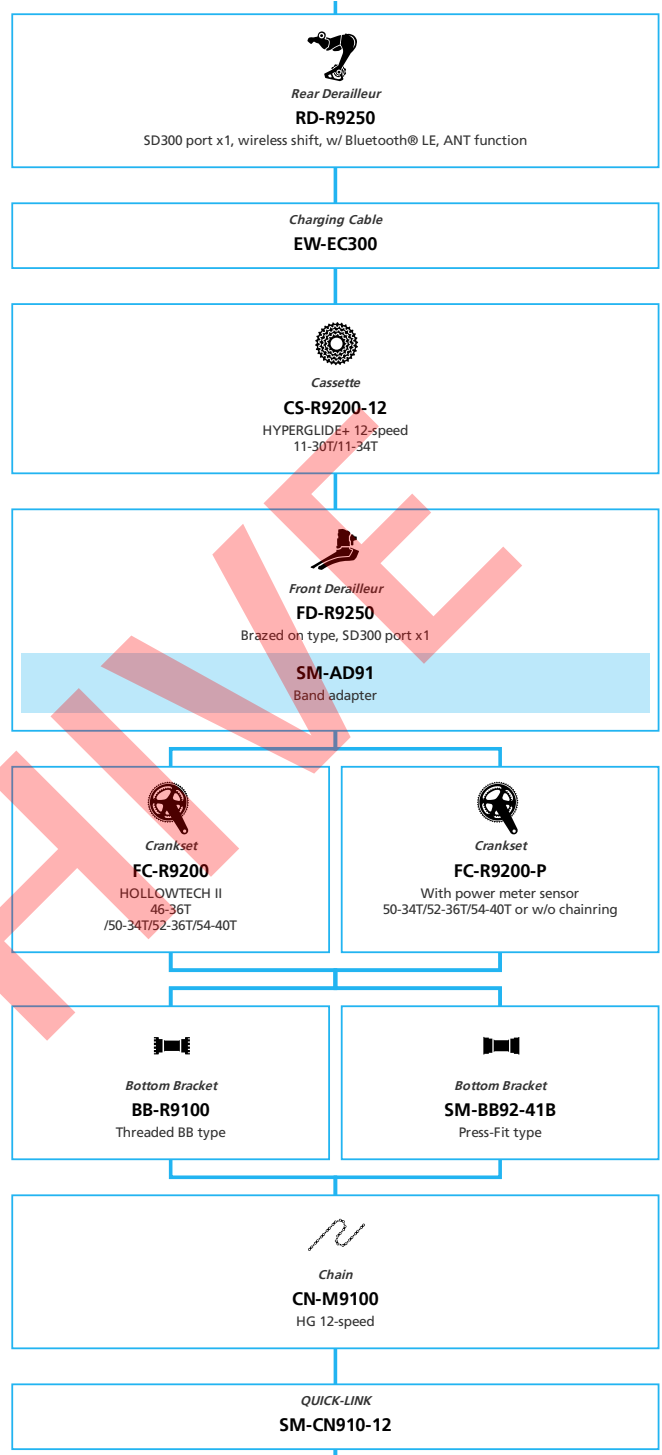 Rear Derailleur
RD-R9250
SD300 port x1, wireless shift, w/ Bluetooth® LE, ANT function
Charging Cable
EW-EC300
Cassette
CS-R9200-12
HYPERGLIDE+ 12-speed
11-30T/11-34T
Front Derailleur
FD-R9250
Brazed on type, SD300 port x1
SM-AD91
Band adapter
Crankset
FC-R9200
HOLLOWTECH II
46-36T
/50-34T/52-36T/54-40T
Crankset
FC-R9200-P
With power meter sensor
50-34T/52-36T/54-40T or w/o chainring
Bottom Bracket
BB-R9100
Threaded BB type
Bottom Bracket
SM-BB92-41B
Press-Fit type
Chain
CN-M9100
HG 12-speed
QUICK-LINK
SM-CN910-12
HIVE